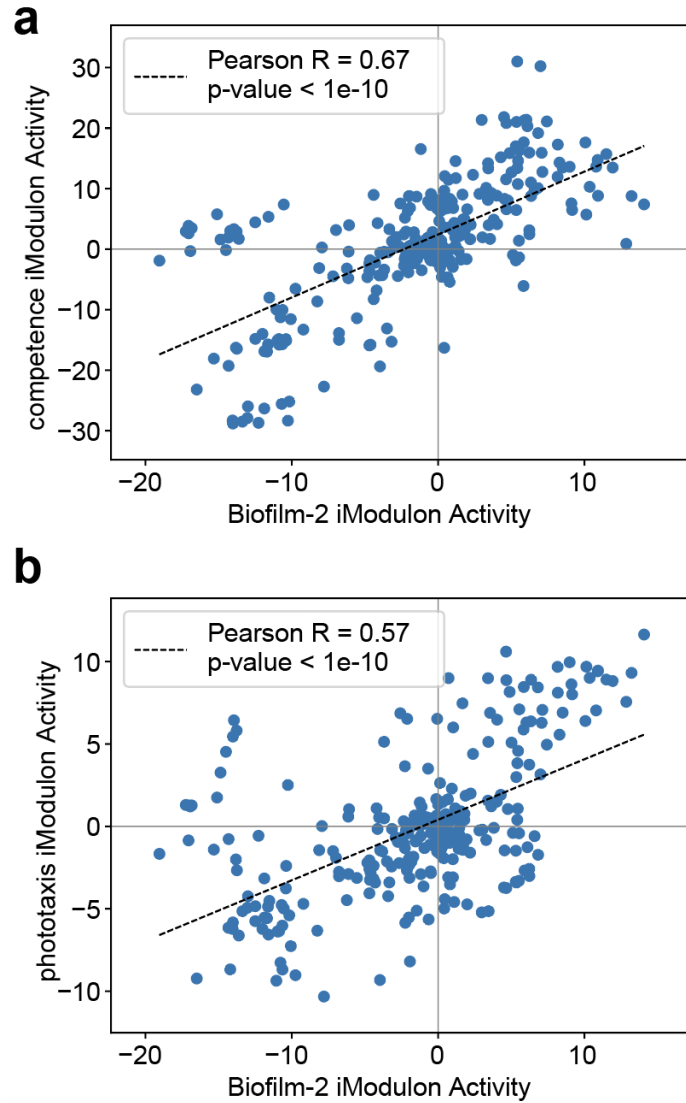 a
Pearson R = 0.67
p-value < 1e-10
30
20
10
0
−10
−20
−30
competence iModulon Activity
−20
−10
0
10
Biofilm-2 iModulon Activity
b
Pearson R = 0.57
p-value < 1e-10
10
5
0
−5
−10
phototaxis iModulon Activity
−20
−10
0
10
Biofilm-2 iModulon Activity